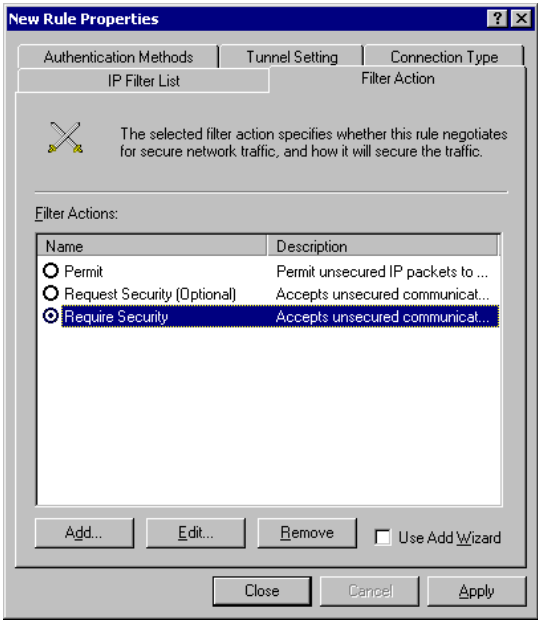 New Rule Properties
Authentication Methods Tunnel Setting Connection Type
IP Filter List Filter Action
The selected filter action specifies whether this rule negotiates
for secure network traffic, and how it will secure the traffic.
Filter Actions:
Name Description
Permit Permit unsecured IP packets to ...
Request Security (Optional) Accepts unsecured communicat...
Require Security Accepts unsecured communicat...
Add... Edit... Remove Use Add Wizard
Close Cancel Apply